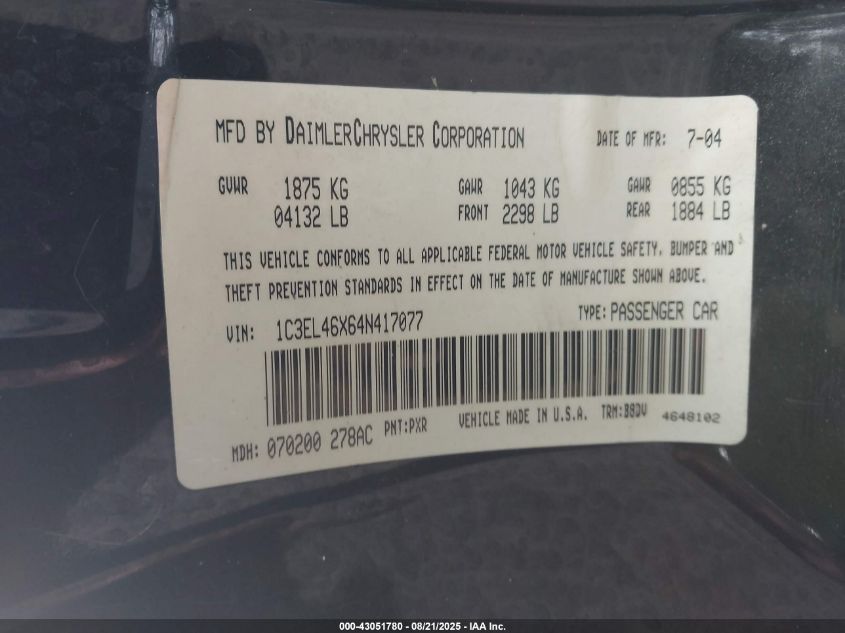 MFD BY DAIMLERCHRYSLER CORPORATION DATE OF MFR: 7-04
GVWR 1875 KG GAWR 1043 KG GAWR 0855 KG
04132 LB FRONT 2298 LB REAR 1884 LB
THIS VEHICLE CONFORMS TO ALL APPLICABLE FEDERAL MOTOR VEHICLE SAFETY, BUMPER AND
THEFT PREVENTION STANDARDS IN EFFECT ON THE DATE OF MANUFACTURE SHOWN ABOVE.
VIN: 1C3EL46X64N417077 TYPE: PASSENGER CAR
MDH: 070200 278AC PNT:PXR VEHICLE MADE IN U.S.A. TRM:B8DV 4648102
000-43051780 - 08/21/2025 - IAA Inc.